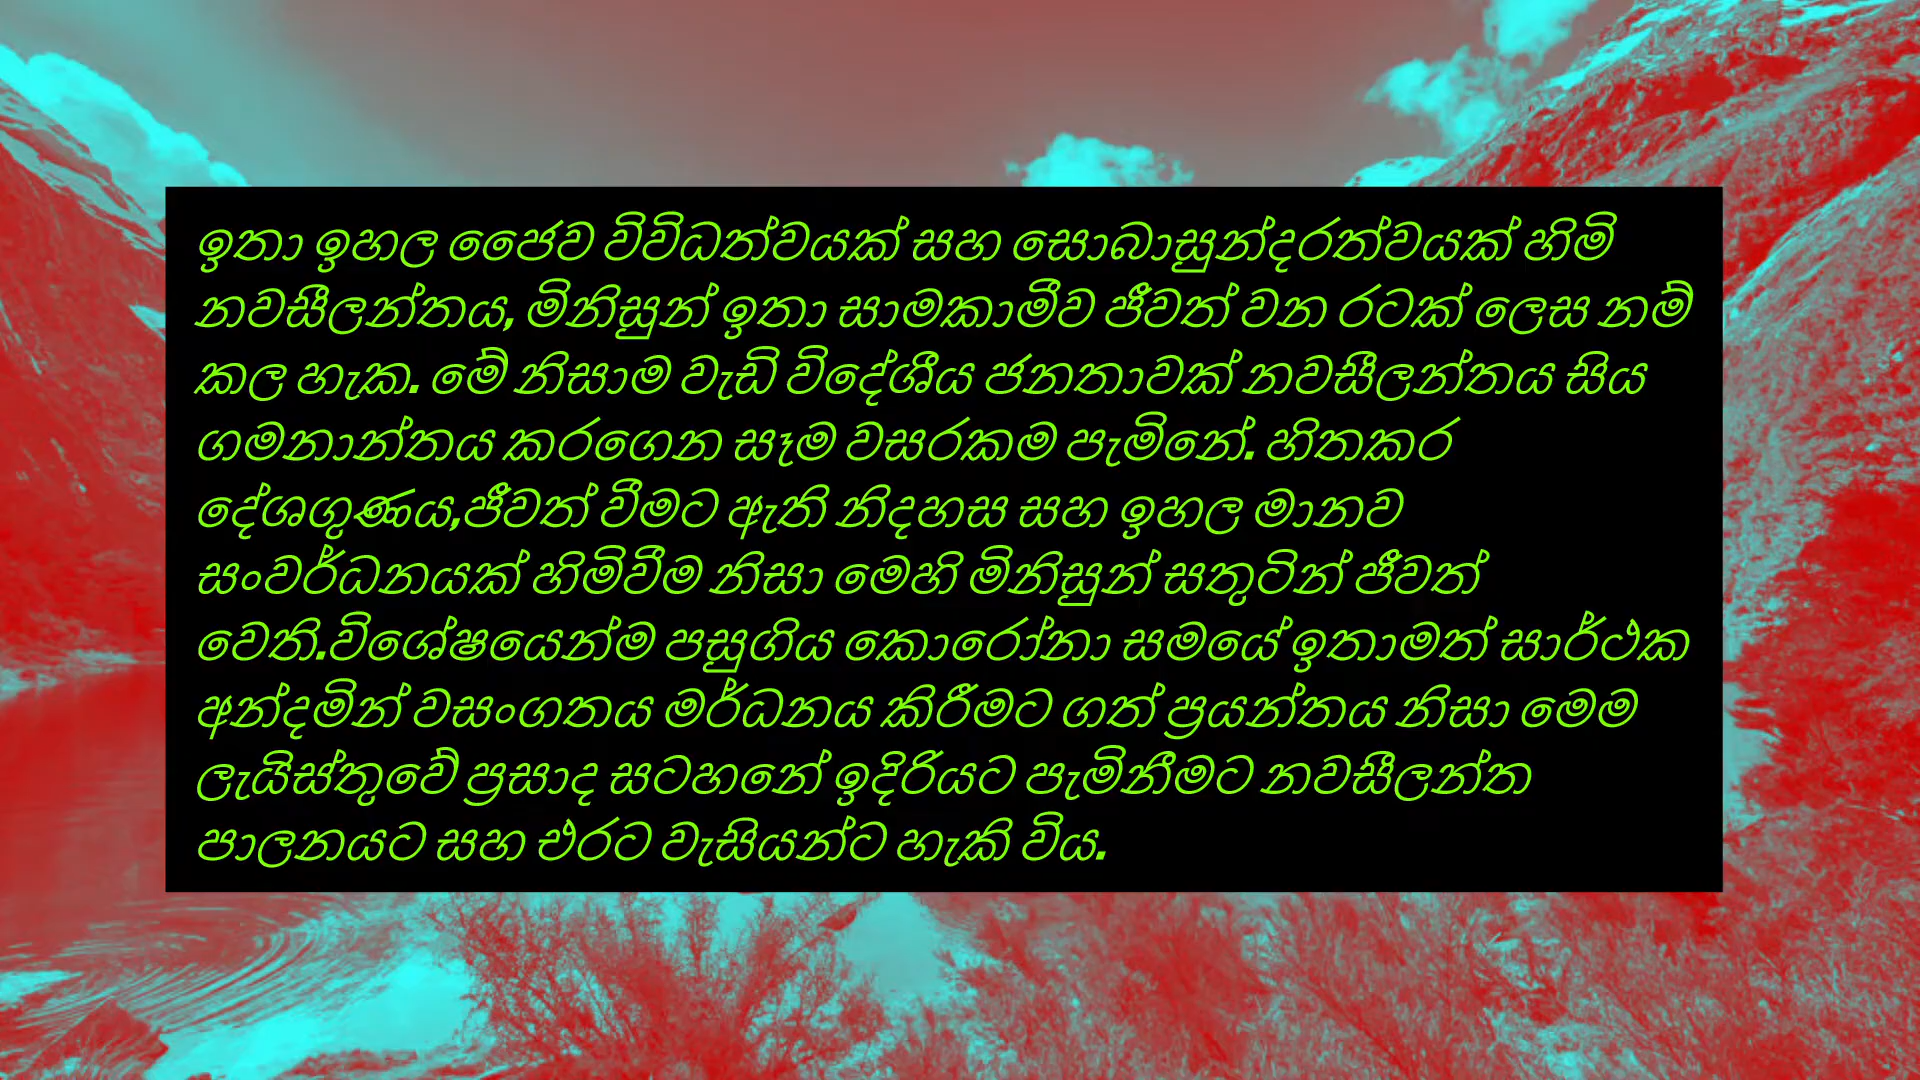 ඉතා ඉහල ජෛව විවිධත්වයක් සහ සොබාසුන්දරත්වයක් හිමි
නවසීලන්තය, මිනිසුන් ඉතා සාමකාමීව ජීවත් වන රටක් ලෙස නම්
කල හැක. මේ නිසාම වැඩි විදේශීය ජනතාවක් නවසීලන්තය සිය
ගමනාන්තය කරගෙන සෑම වසරකම පැමිනේ. හිතකර
දේශගුණය,ජීවත් වීමට ඇති නිදහස සහ ඉහල මානව
සංවර්ධනයක් හිමිවීම නිසා මෙහි මිනිසුන් සතුටින් ජීවත්
වෙති.විශේෂයෙන්ම පසුගිය කොරෝනා සමයේ ඉතාමත් සාර්ථක
අන්දමින් වසංගතය මර්ධනය කිරීමට ගත් ප්‍රයන්තය නිසා මෙම
ලැයිස්තුවේ ප්‍රසාද සටහනේ ඉදිරියට පැමිනීමට නවසීලන්ත
පාලනයට සහ එරට වැසියන්ට හැකි විය.